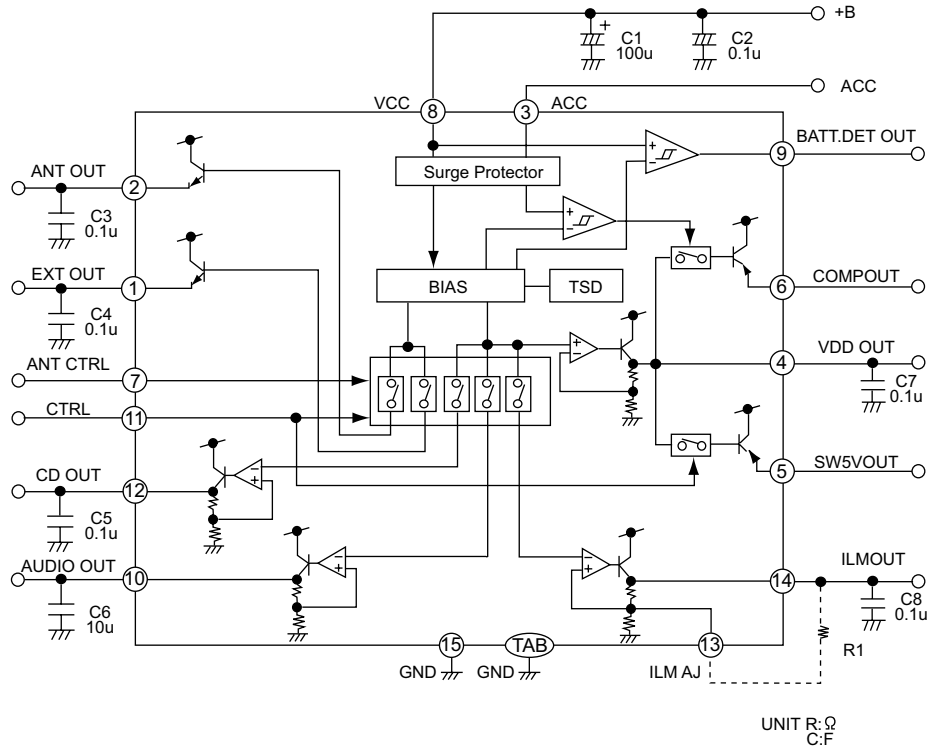 +B
+
C1
100u
C2
0.1u
ACC
VCC
8
3
ACC
BATT.DET OUT
9
ANT OUT
2
Surge Protector
+
−
C3
0.1u
+
−
EXT OUT
1
BIAS
TSD
6
COMPOUT
C4
0.1u
ANT CTRL
7
+
−
4
VDD OUT
C7
0.1u
CTRL
11
CD OUT
12
−
+
5
SW5VOUT
C5
0.1u
AUDIO OUT
10
−
+
−
+
14
ILMOUT
C6
10u
C8
0.1u
R1
15
TAB
13
GND
GND
ILM AJ
UNIT R:Ω
C:F